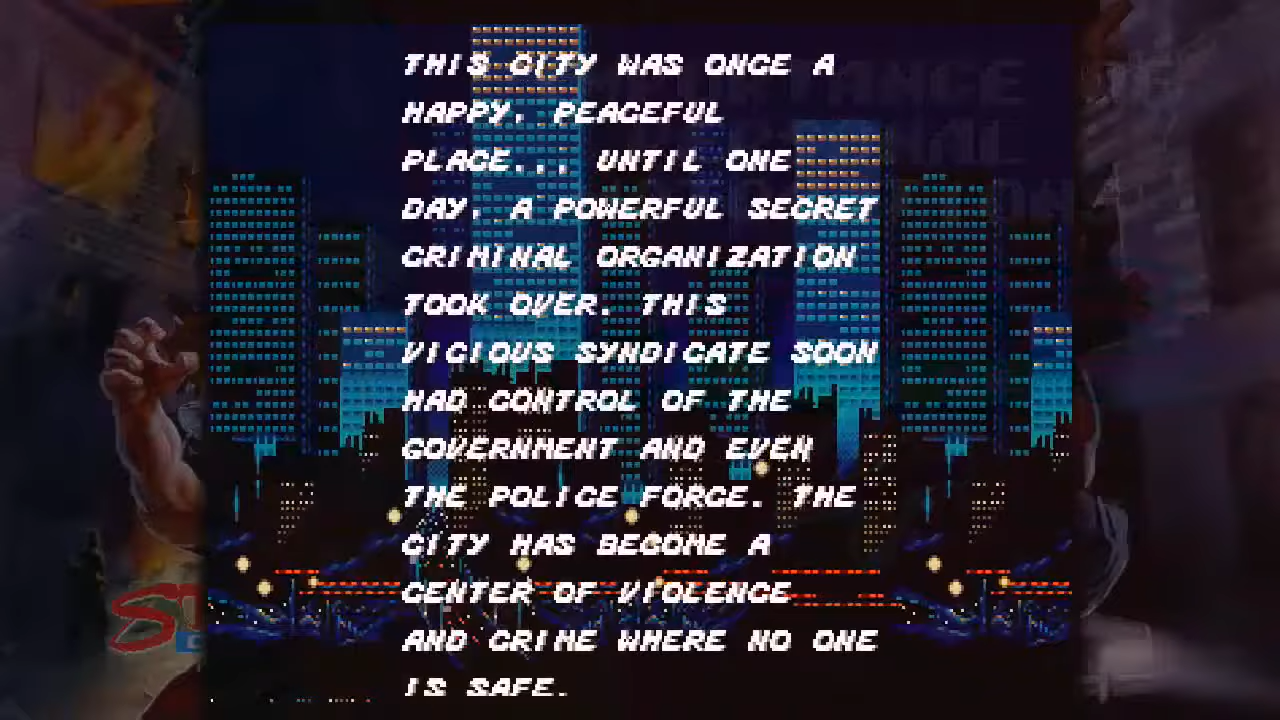 THIS CITY WAS ONCE A
HAPPY, PEACEFUL
PLACE... UNTIL ONE
DAY, A POWERFUL SECRET
CRIMINAL ORGANIZATION
TOOK OVER. THIS
VICIOUS SYNDICATE SOON
HAD CONTROL OF THE
GOVERNMENT AND EVEN
THE POLICE FORCE. THE
CITY HAS BECOME A
CENTER OF VIOLENCE
AND CRIME WHERE NO ONE
IS SAFE.